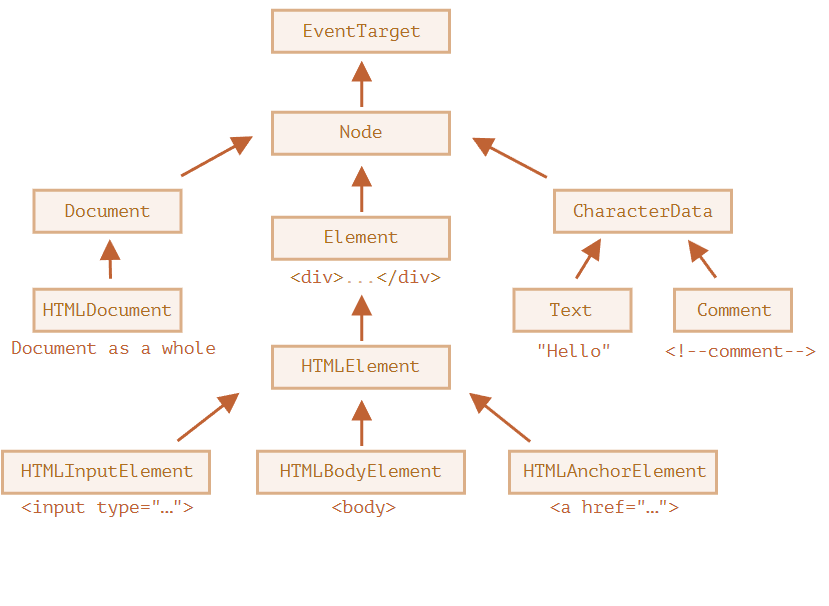 EventTarget
Node
Document
Element
CharacterData
<div>...</div>
HTMLDocument
Text
Comment
Document as a whole
"Hello"
<!--comment-->
HTMLElement
HTMLInputElement
HTMLBodyElement
HTMLAnchorElement
<input type="…">
<body>
<a href="…">